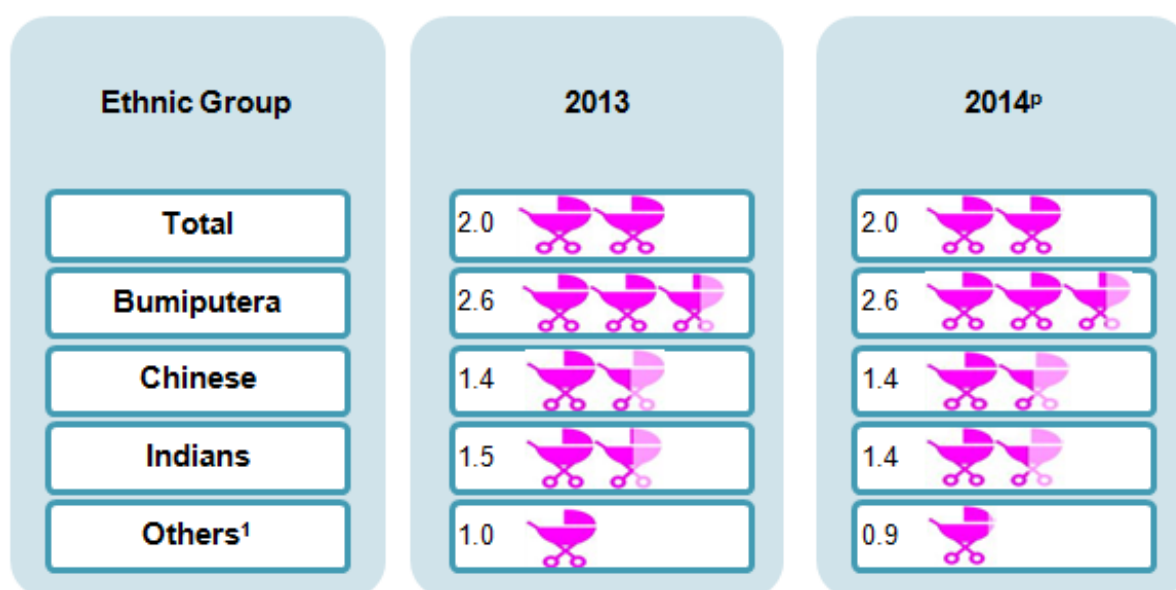 Ethnic Group 2013 2014ᵖ
Total 2.0 2.0
Bumiputera 2.6 2.6
Chinese 1.4 1.4
Indians 1.5 1.4
Others¹ 1.0 0.9